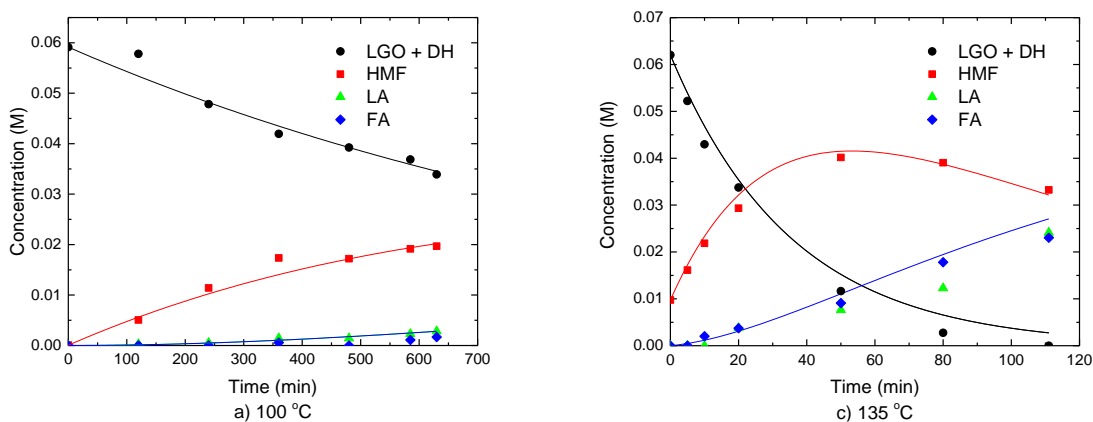 0.06
0.05
0.04
0.03
0.02
0.01
0.00
Concentration (M)
LGO + DH
HMF
LA
FA
0 100 200 300 400 500 600 700
Time (min)
a) 100 °C
0.07
0.06
0.05
0.04
0.03
0.02
0.01
0.00
Concentration (M)
LGO + DH
HMF
LA
FA
0 20 40 60 80 100 120
Time (min)
c) 135 °C